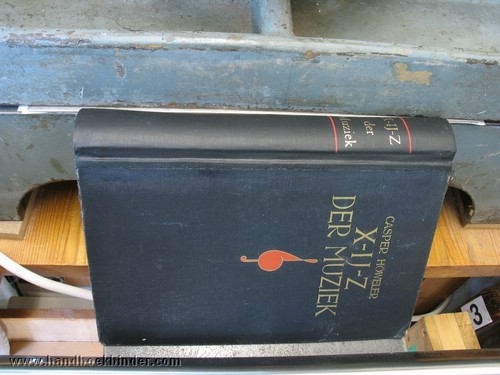 X-IJ-Z
der
Muziek
CASPER HÖWELER
X-IJ-Z
DER MUZIEK
3
www.handboekbinder.com